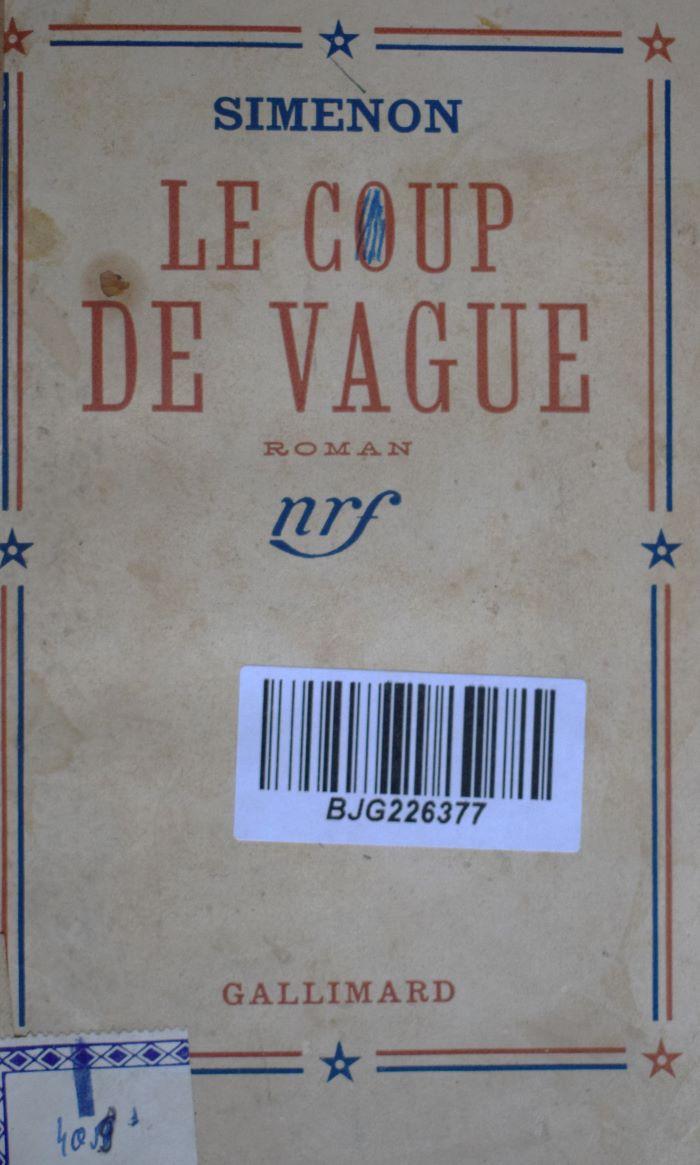 SIMENON
LE COUP
DE VAGUE
ROMAN
nrf
BJG226377
GALLIMARD